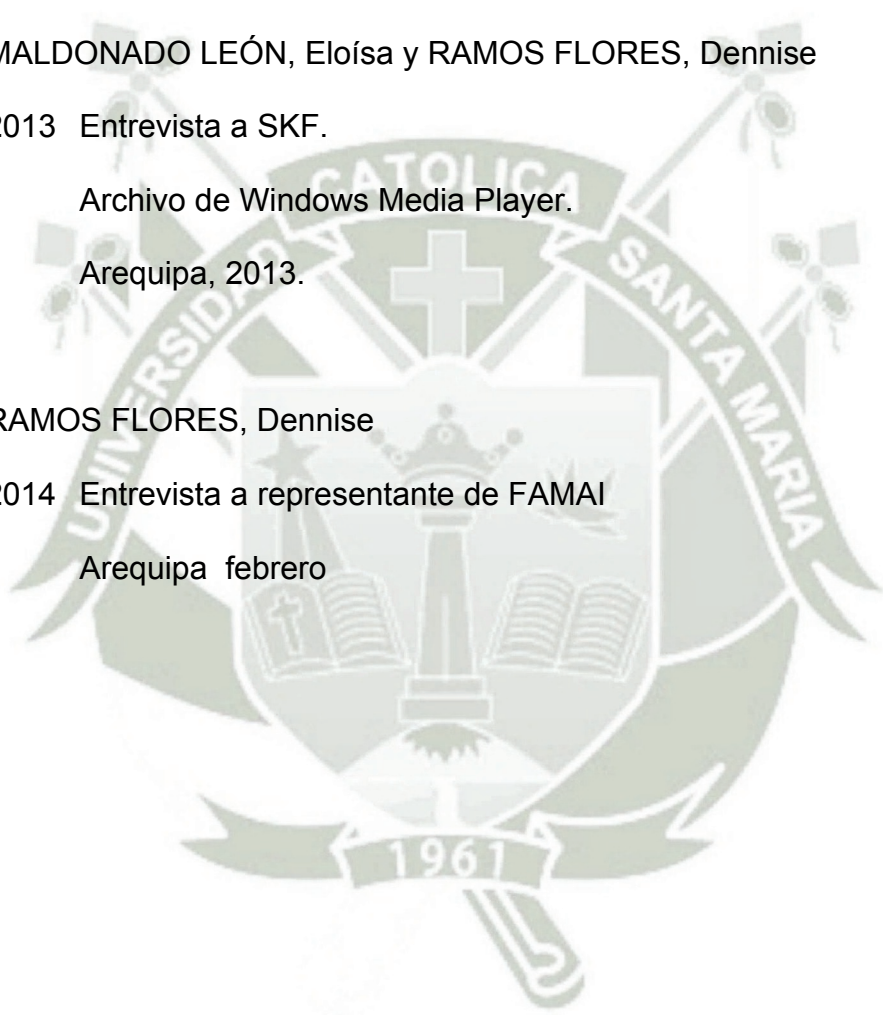 MALDONADO LEÓN, Eloísa y RAMOS FLORES, Dennise
2013 Entrevista a SKF.
Archivo de Windows Media Player.
Arequipa, 2013.
RAMOS FLORES, Dennise
2014 Entrevista a representante de FAMAI
Arequipa febrero
UNIVERSIDAD CATOLICA SANTA MARIA
1961